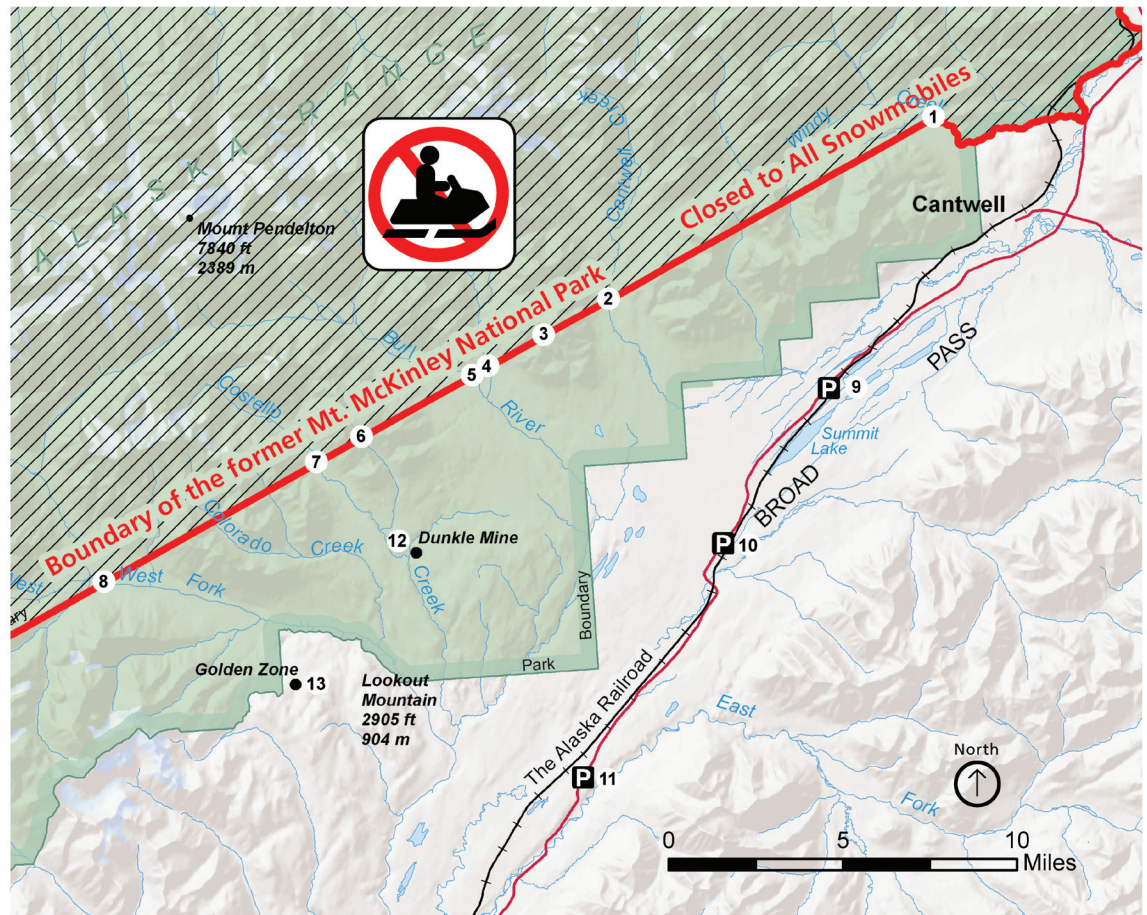 ALASKA RANGE
Creek
Cantwell
Windy
Creek
1
Closed to All Snowmobiles
Cantwell
Mount Pendelton
7840 ft
2389 m
2
3
4
5
Boundary of the former Mt. McKinley National Park
Bull
River
PASS
P 9
Costello
6
7
Summit
Lake
BROAD
Colorado
Creek
12
Dunkle Mine
Creek
P 10
8
West
West
Fork
ary
Boundary
Park
Golden Zone
13
Lookout
Mountain
2905 ft
904 m
The Alaska Railroad
East
Fork
P 11
North
0 5 10
Miles